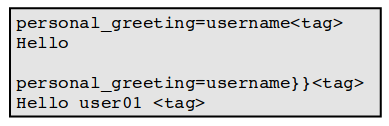 personal_greeting=username<tag>
Hello

personal_greeting=username}}<tag>
Hello user01 <tag>